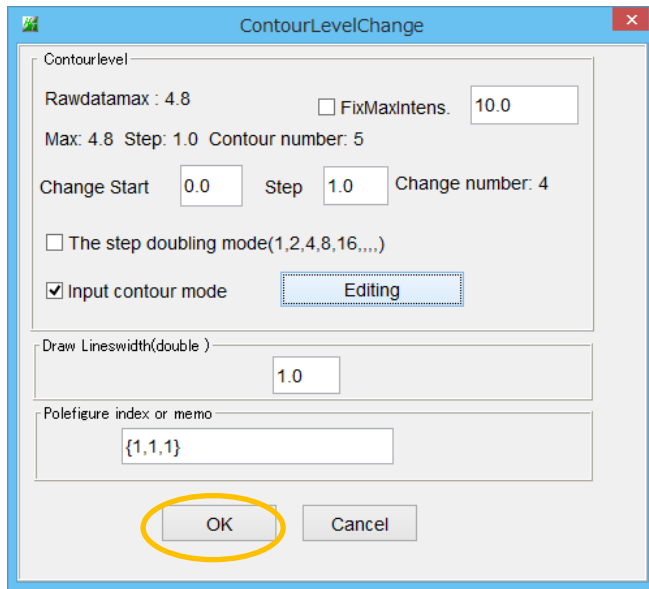 ContourLevelChange
Contourlevel
Rawdatamax : 4.8
FixMaxIntens. 10.0
Max: 4.8 Step: 1.0 Contour number: 5
Change Start 0.0 Step 1.0 Change number: 4
The step doubling mode(1,2,4,8,16,,,,)
Input contour mode Editing
Draw Lineswidth(double )
1.0
Polefigure index or memo
{1,1,1}
OK Cancel